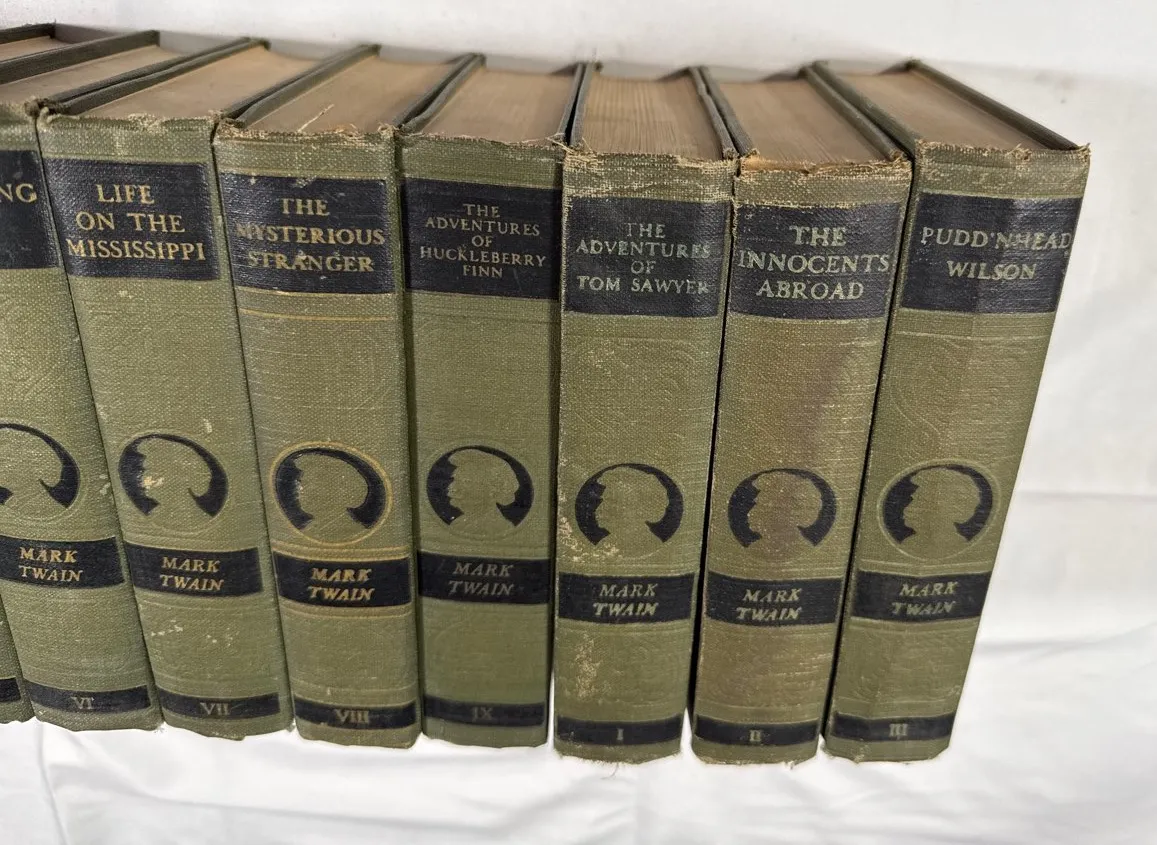 NG
MARK
TWAIN
VI
LIFE
ON THE
MISSISSIPPI
MARK
TWAIN
VII
THE
MYSTERIOUS
STRANGER
MARK
TWAIN
VIII
THE
ADVENTURES
OF
HUCKLEBERRY
FINN
MARK
TWAIN
IX
THE
ADVENTURES
OF
TOM SAWYER
MARK
TWAIN
I
THE
INNOCENTS
ABROAD
MARK
TWAIN
II
PUDD'NHEAD
WILSON
MARK
TWAIN
III